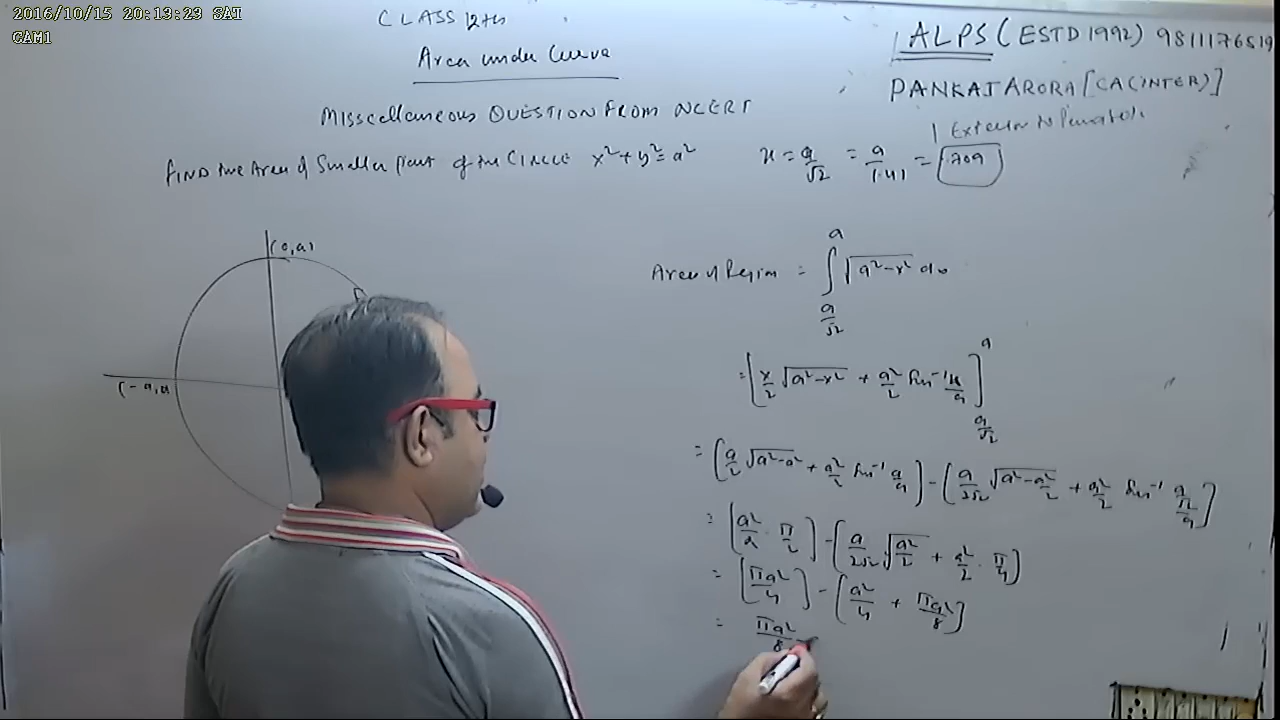 2016/10/15 20:13:23 SAT
CAM1
CLASS 12th
Area under Curve
MISScellaneous QUESTION FROM NCERT
ALPS (ESTD 1992) 9811176519
PANKAJ ARORA [CA(INTER)]
FIND the Area of Smaller part of the CIRCLE x²+y²=a² x = a/√2 = a/1.41 = .70a
(0,a)
(-a,0)
Area of Region = ∫_{a/√2}^{a} √(a²-x²) dx
= [x/2 √(a²-x²) + a²/2 Sin⁻¹ x/a]_{a/√2}^{a}
= [a/2 √(a²-a²) + a²/2 Sin⁻¹ a/a] - [a/2√2 √(a²-a²/2) + a²/2 Sin⁻¹ (a/√2)/a]
= [a²/2 · π/2] - [a/2√2 √(a²/2) + a²/2 · π/4]
= [πa²/4] - [a²/4 + πa²/8]
= πa²/8 -